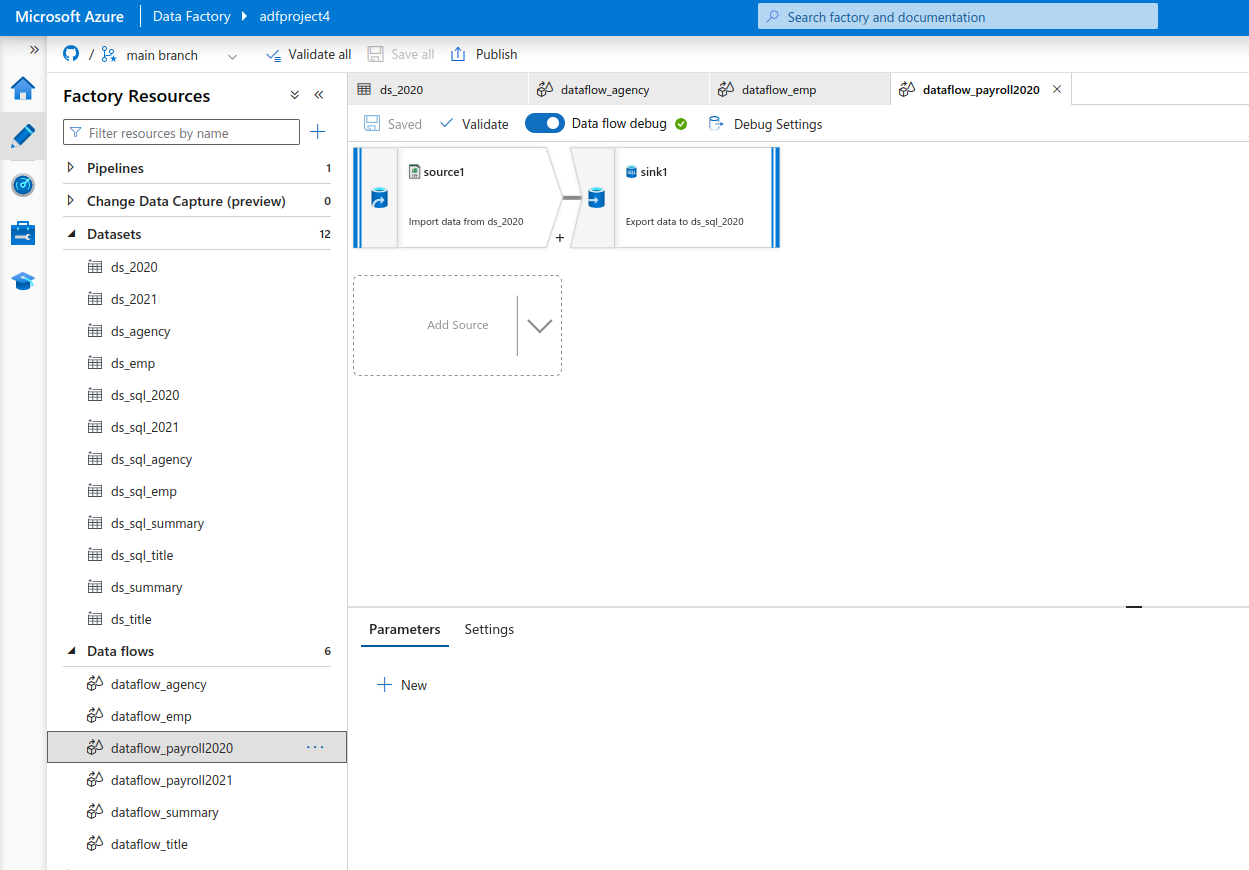 Microsoft Azure Data Factory adfproject4 Search factory and documentation
/ main branch Validate all Save all Publish
Factory Resources
Filter resources by name
Pipelines 1
Change Data Capture (preview) 0
Datasets 12
ds_2020
ds_2021
ds_agency
ds_emp
ds_sql_2020
ds_sql_2021
ds_sql_agency
ds_sql_emp
ds_sql_summary
ds_sql_title
ds_summary
ds_title
Data flows 6
dataflow_agency
dataflow_emp
dataflow_payroll2020
dataflow_payroll2021
dataflow_summary
dataflow_title
ds_2020 dataflow_agency dataflow_emp dataflow_payroll2020
Saved Validate Data flow debug Debug Settings
source1
Import data from ds_2020
sink1
Export data to ds_sql_2020
Add Source
Parameters Settings
New